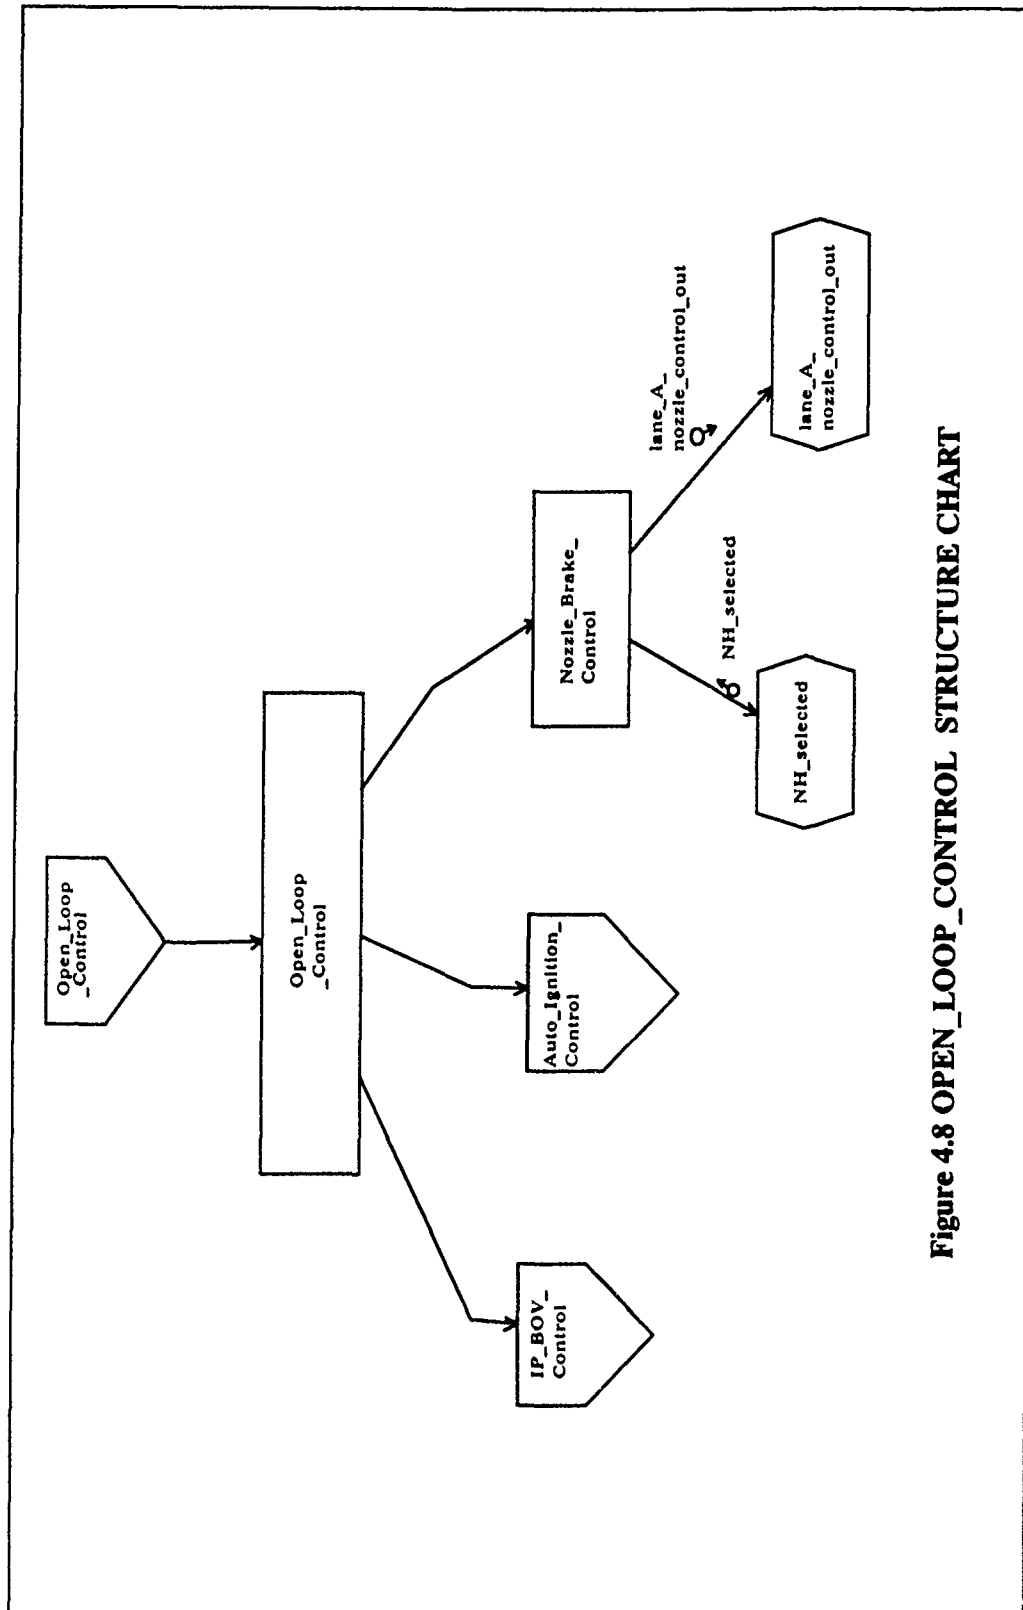 Open_Loop
_Control
Open_Loop
_Control
IP_BOV_
Control
Auto_Ignition_
Control
Nozzle_Brake_
Control
NH_selected
lane_A_
nozzle_control_out
NH_selected
lane_A_
nozzle_control_out
Figure 4.8 OPEN_LOOP_CONTROL STRUCTURE CHART